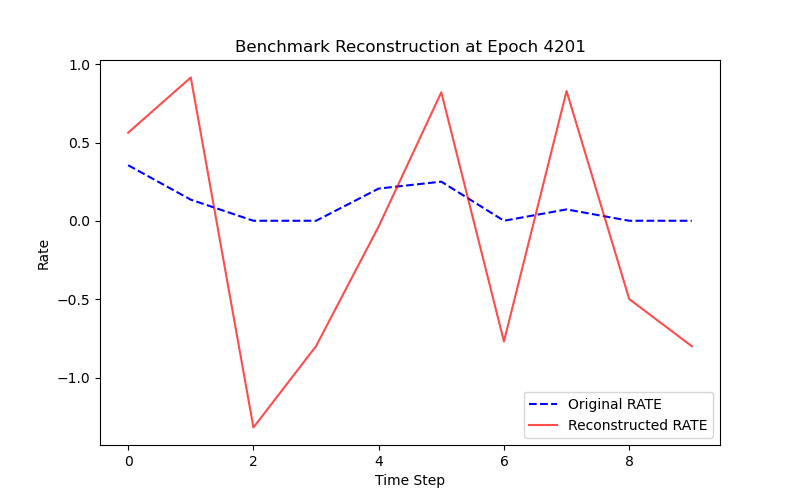 Benchmark Reconstruction at Epoch 4201
1.0
0.5
0.0
−0.5
−1.0
Rate
0 2 4 6 8
Time Step
Original RATE
Reconstructed RATE